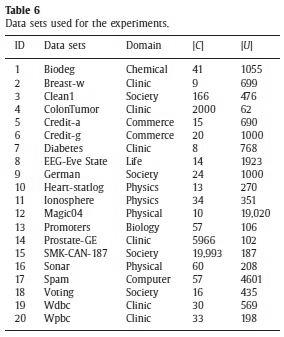 Table 6
Data sets used for the experiments.
ID Data sets Domain |C| |U|
1 Biodeg Chemical 41 1055
2 Breast-w Clinic 9 699
3 Clean1 Society 166 476
4 ColonTumor Clinic 2000 62
5 Credit-a Commerce 15 690
6 Credit-g Commerce 20 1000
7 Diabetes Clinic 8 768
8 EEG-Eve State Life 14 1923
9 German Society 24 1000
10 Heart-statlog Physics 13 270
11 Ionosphere Physics 34 351
12 Magic04 Physical 10 19,020
13 Promoters Biology 57 106
14 Prostate-GE Clinic 5966 102
15 SMK-CAN-187 Society 19,993 187
16 Sonar Physical 60 208
17 Spam Computer 57 4601
18 Voting Society 16 435
19 Wdbc Clinic 30 569
20 Wpbc Clinic 33 198